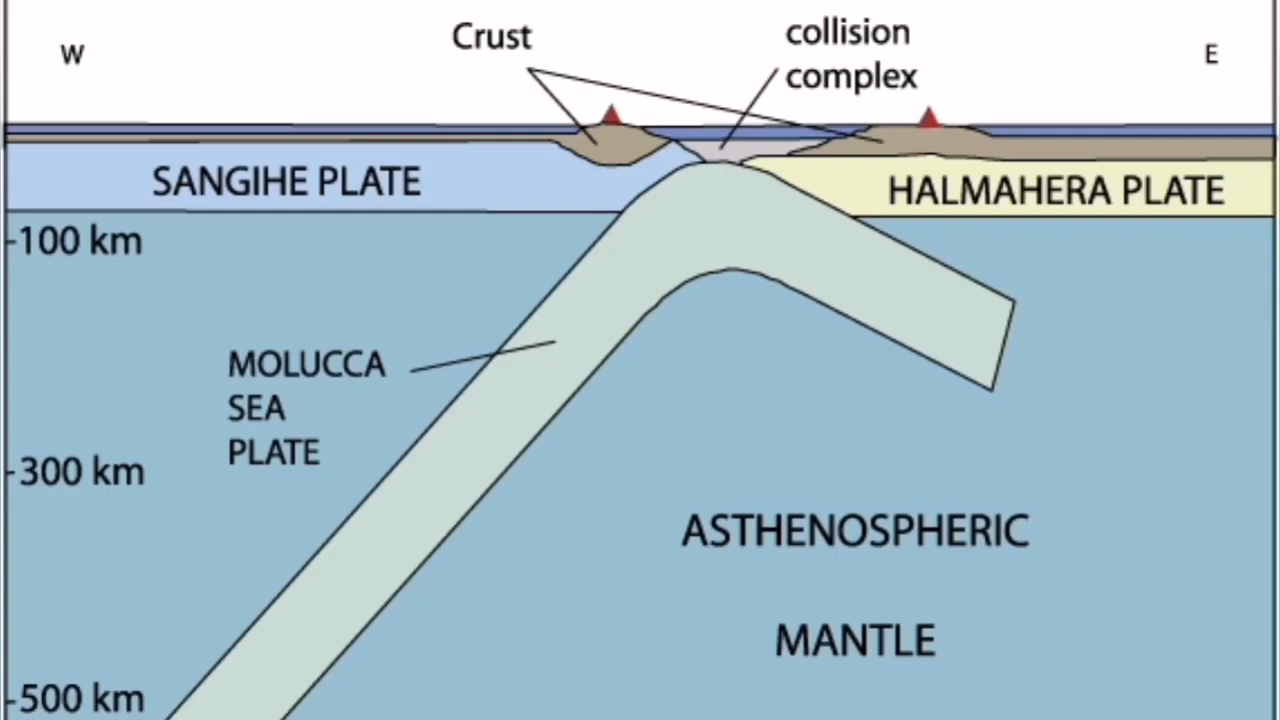 Crust
collision
complex
W
E
SANGIHE PLATE
HALMAHERA PLATE
-100 km
MOLUCCA
SEA
PLATE
-300 km
ASTHENOSPHERIC
MANTLE
-500 km